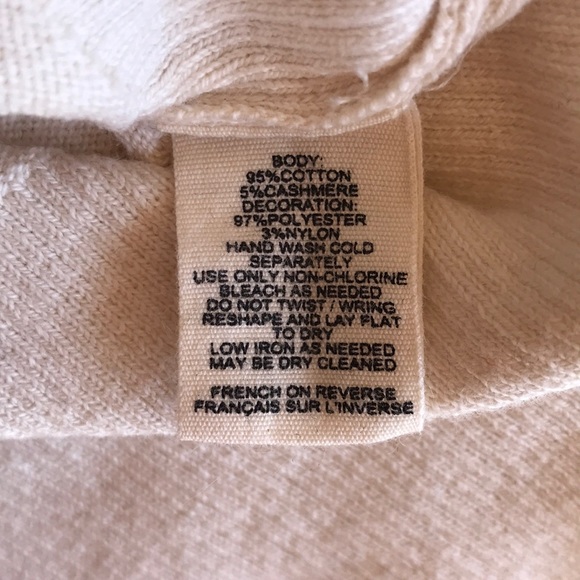 BODY:
95%COTTON
5%CASHMERE
DECORATION:
97%POLYESTER
3%NYLON
HAND WASH COLD
SEPARATELY
USE ONLY NON-CHLORINE
BLEACH AS NEEDED
DO NOT TWIST / WRING
RESHAPE AND LAY FLAT
TO DRY
LOW IRON AS NEEDED
MAY BE DRY CLEANED
FRENCH ON REVERSE
FRANÇAIS SUR L'INVERSE